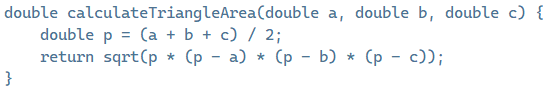 double calculateTriangleArea(double a, double b, double c) {
    double p = (a + b + c) / 2;
    return sqrt(p * (p - a) * (p - b) * (p - c));
}